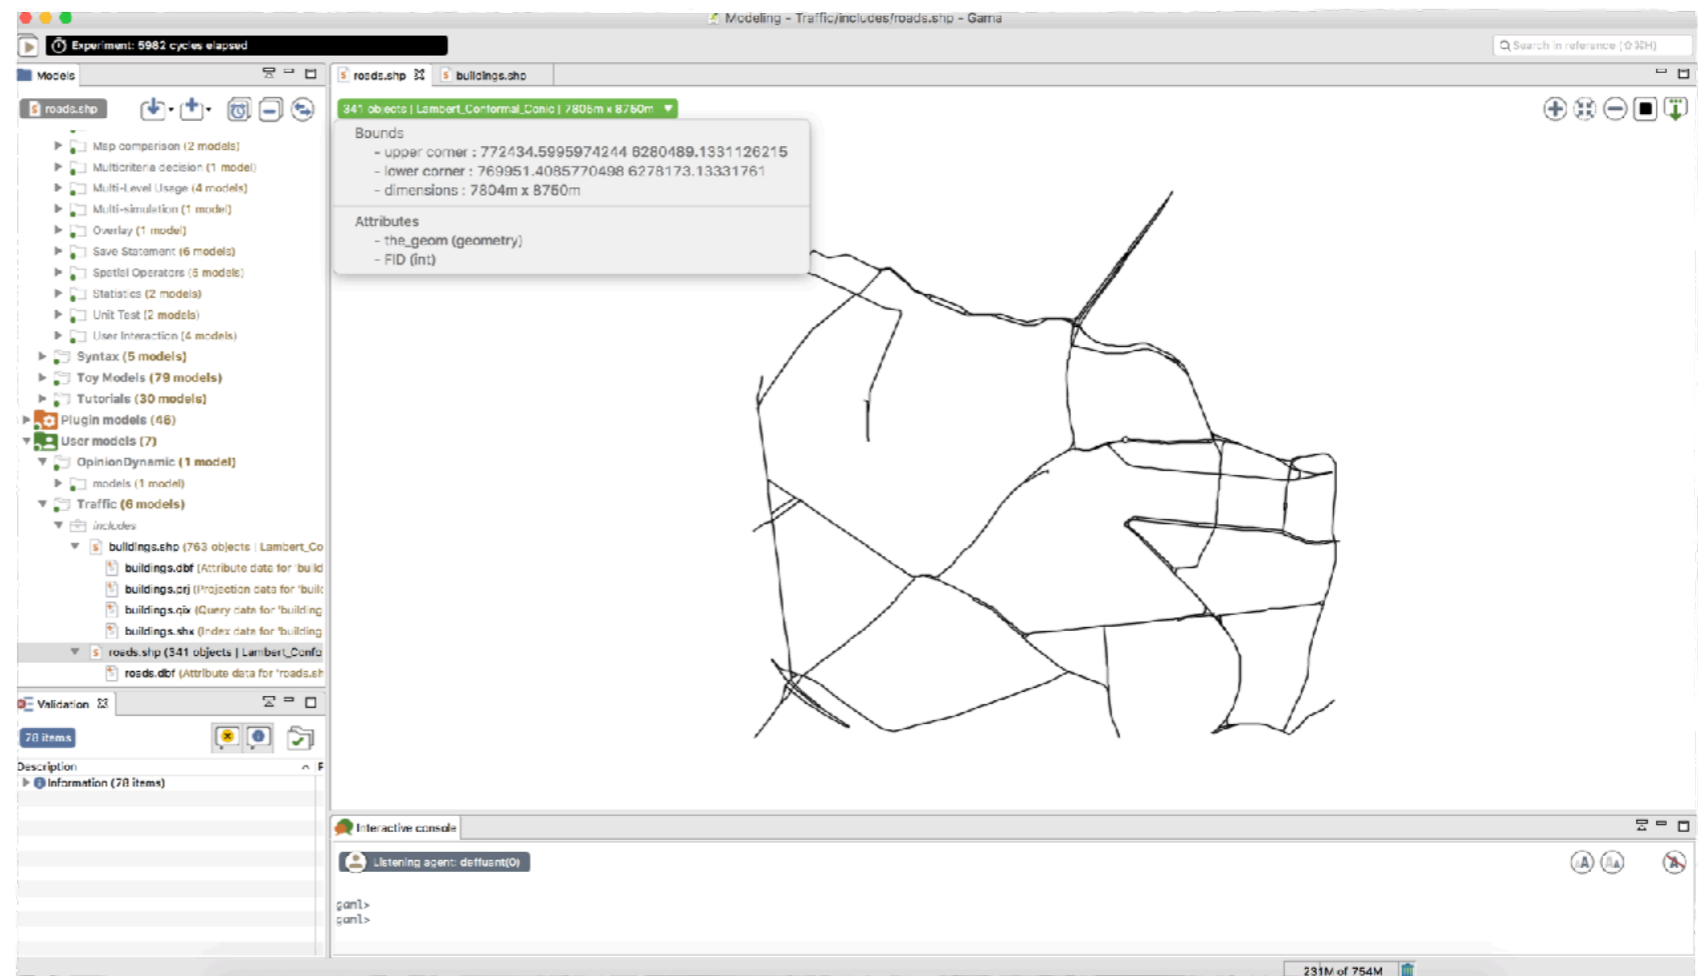 Modeling - Traffic/includes/roads.shp - Gama
Experiment: 5982 cycles elapsed
Search in reference (⇧⌘H)
Models
roads.shp
buildings.shp
roads.shp
341 objects | Lambert_Conformal_Conic | 7805m x 8750m
Bounds
- upper corner : 772434.5995974244 6280489.1331126215
- lower corner : 769951.4085770498 6278173.13331761
- dimensions : 7804m x 8750m
Attributes
- the_geom (geometry)
- FID (int)
Map comparison (2 models)
Multicriteria decision (1 model)
Multi-Level Usage (4 models)
Multi-simulation (1 model)
Overlay (1 model)
Save Statement (6 models)
Spatial Operators (5 models)
Statistics (2 models)
Unit Test (2 models)
User Interaction (4 models)
Syntax (5 models)
Toy Models (79 models)
Tutorials (30 models)
Plugin models (46)
User models (7)
OpinionDynamic (1 model)
models (1 model)
Traffic (6 models)
includes
buildings.shp (763 objects | Lambert_Co
buildings.dbf (Attribute data for 'build
buildings.prj (Projection data for 'buil
buildings.qix (Query data for 'building
buildings.shx (Index data for 'building
roads.shp (341 objects | Lambert_Confo
roads.dbf (Attribute data for 'roads.sh
Validation
78 items
Description
Information (78 items)
Interactive console
Listening agent: deffuant(0)
gaml>
gaml>
231M of 754M